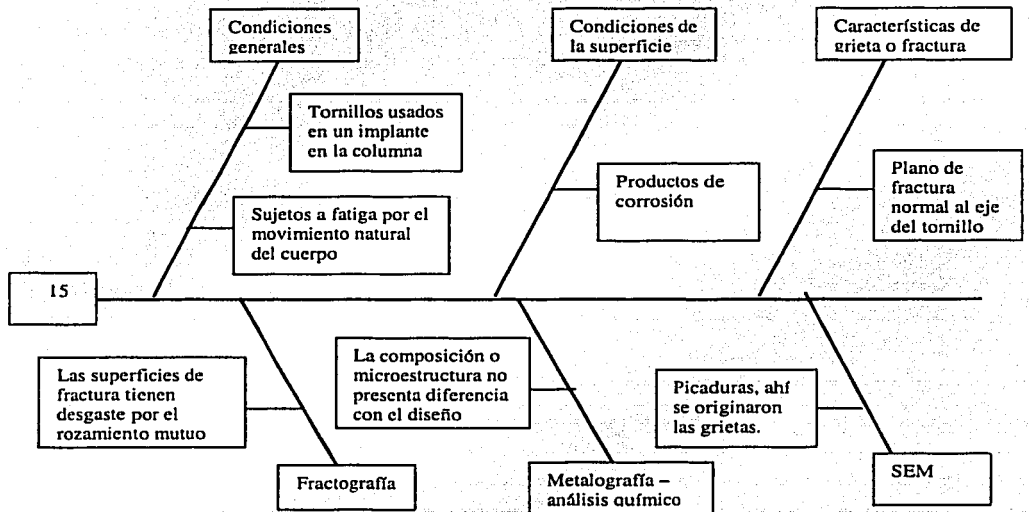 Condiciones
generales
Condiciones de
la superficie
Características de
grieta o fractura
Tornillos usados
en un implante
en la columna
Productos de
corrosión
Plano de
fractura
normal al eje
del tornillo
Sujetos a fatiga por el
movimiento natural
del cuerpo
15
Las superficies de
fractura tienen
desgaste por el
rozamiento mutuo
La composición o
microestructura no
presenta diferencia
con el diseño
Picaduras, ahí
se originaron
las grietas.
Fractografía
Metalografía –
análisis químico
SEM